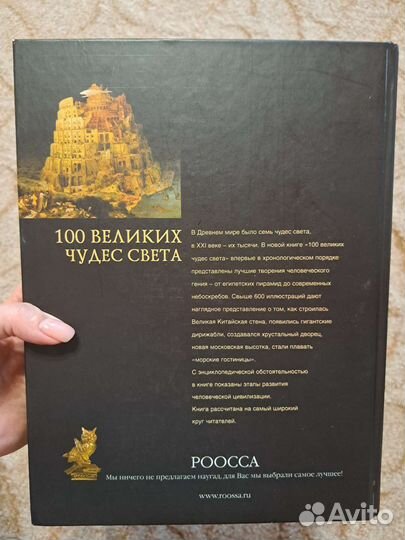 100 ВЕЛИКИХ
ЧУДЕС СВЕТА
В Древнем мире было семь чудес света,
в XXI веке – их тысячи. В новой книге «100 великих
чудес света» впервые в хронологическом порядке
представлены лучшие творения человеческого
гения – от египетских пирамид до современных
небоскребов. Свыше 600 иллюстраций дают
наглядное представление о том, как строилась
Великая Китайская стена, появились гигантские
дирижабли, создавался хрустальный дворец,
новая московская высотка, стали плавать
«морские гостиницы».
С энциклопедической обстоятельностью
в книге показаны этапы развития
человеческой цивилизации.
Книга рассчитана на самый широкий
круг читателей.
РООССА
Мы ничего не предлагаем наугад, для Вас мы выбрали самое лучшее!
www.roossa.ru
Avito